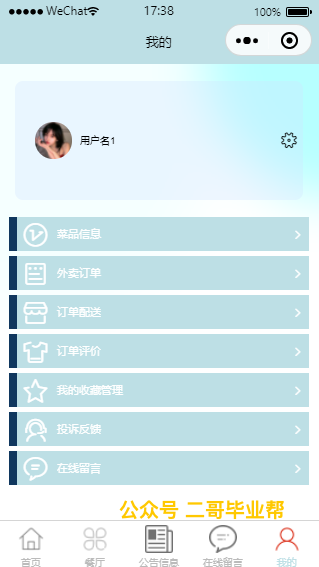 ●●●●● WeChat 17:38 100%
我的
用户名1
菜品信息
外卖订单
订单配送
订单评价
我的收藏管理
投诉反馈
在线留言
公众号 二哥毕业帮
首页 餐厅 公告信息 在线留言 我的